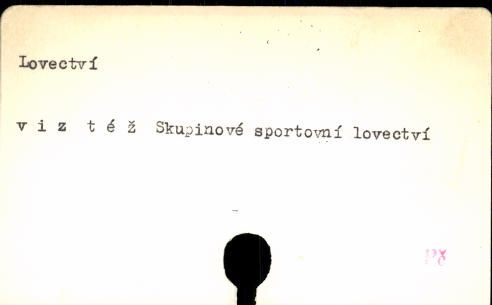 Lovectví
v i z t é ž Skupinové sportovní lovectví